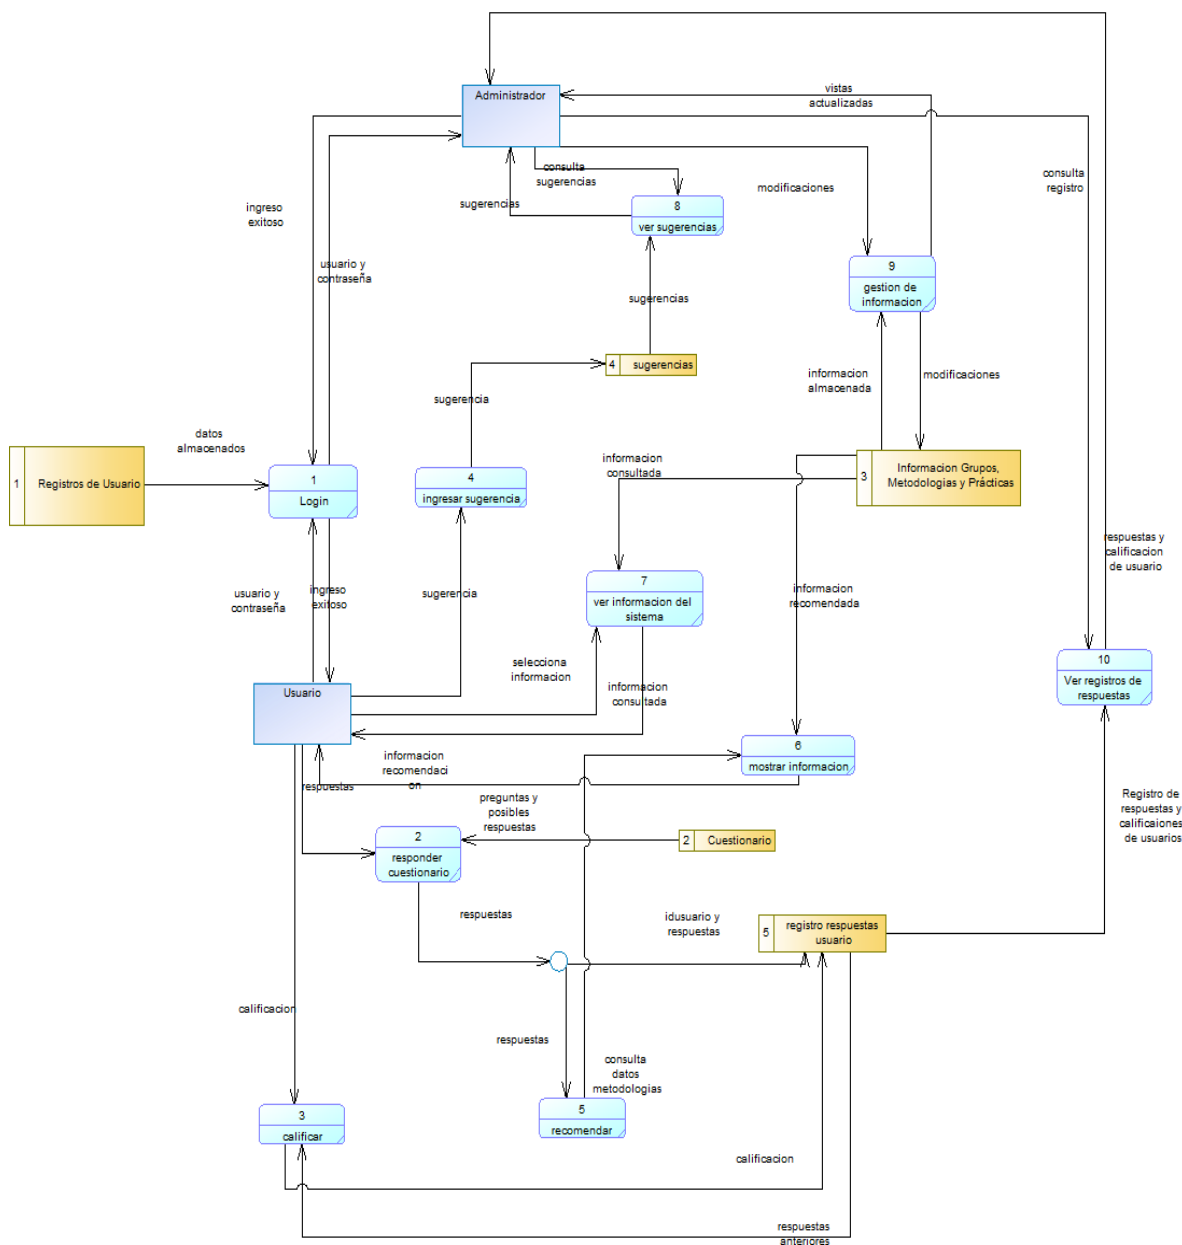 Administrador
vistas
actualizadas
consulta
sugerencias
sugerencias
modificaciones
consulta
registro
8
ver sugerencias
ingreso
exitoso
usuario y
contraseña
9
gestion de
informacion
sugerencias
4
sugerencias
informacion
almacenada
modificaciones
sugerencia
datos
almacenados
1
Registros de Usuario
1
Login
4
ingresar sugerencia
informacion
consultada
3
Informacion Grupos,
Metodologias y Prácticas
respuestas y
calificacion
de usuario
usuario y
contraseña
ingreso
exitoso
sugerencia
7
ver informacion del
sistema
informacion
recomendada
selecciona
informacion
informacion
consultada
10
Ver registros de
respuestas
Usuario
6
mostrar informacion
informacion
recomendaci
on
respuestas
preguntas y
posibles
respuestas
Registro de
respuestas y
calificaiones
de usuarios
2
responder
cuestionario
2
Cuestionario
respuestas
idusuario y
respuestas
5
registro respuestas
usuario
calificacion
respuestas
consulta
datos
metodologias
3
calificar
5
recomendar
calificacion
respuestas
anteriores